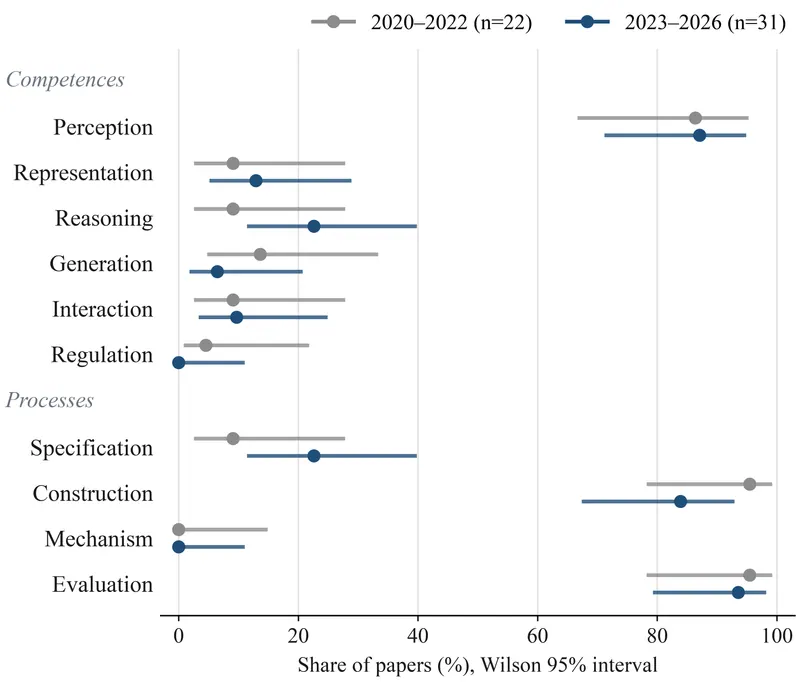 2020–2022 (n=22) 2023–2026 (n=31)
Competences
Perception
Representation
Reasoning
Generation
Interaction
Regulation
Processes
Specification
Construction
Mechanism
Evaluation
0 20 40 60 80 100
Share of papers (%), Wilson 95% interval